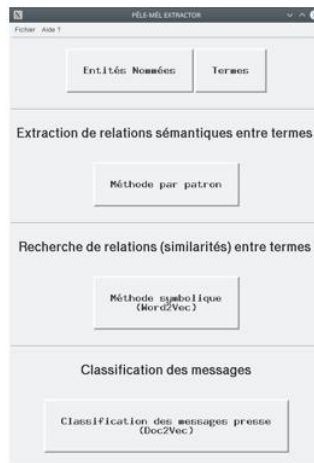 PÊLE-MÊL EXTRACTOR
Fichier Aide ?
Entités Nommées Termes
Extraction de relations sémantiques entre termes
Méthode par patron
Recherche de relations (similarités) entre termes
Méthode symbolique
(Word2Vec)
Classification des messages
Classification des messages presse
(Doc2Vec)